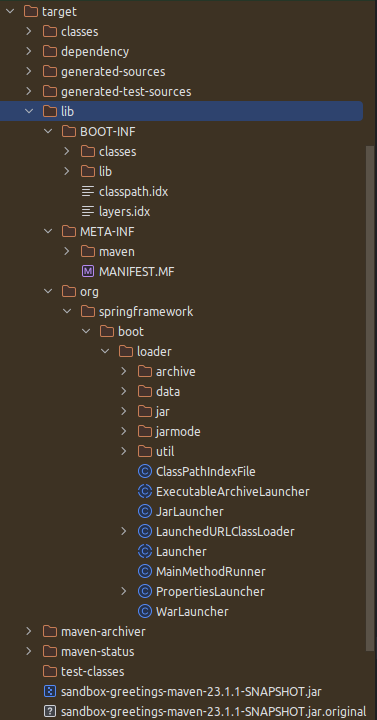 target
classes
dependency
generated-sources
generated-test-sources
lib
BOOT-INF
classes
lib
classpath.idx
layers.idx
META-INF
maven
M MANIFEST.MF
org
springframework
boot
loader
archive
data
jar
jarmode
util
C ClassPathIndexFile
C ExecutableArchiveLauncher
C JarLauncher
C LaunchedURLClassLoader
C Launcher
C MainMethodRunner
C PropertiesLauncher
C WarLauncher
maven-archiver
maven-status
test-classes
sandbox-greetings-maven-23.1.1-SNAPSHOT.jar
? sandbox-greetings-maven-23.1.1-SNAPSHOT.jar.original